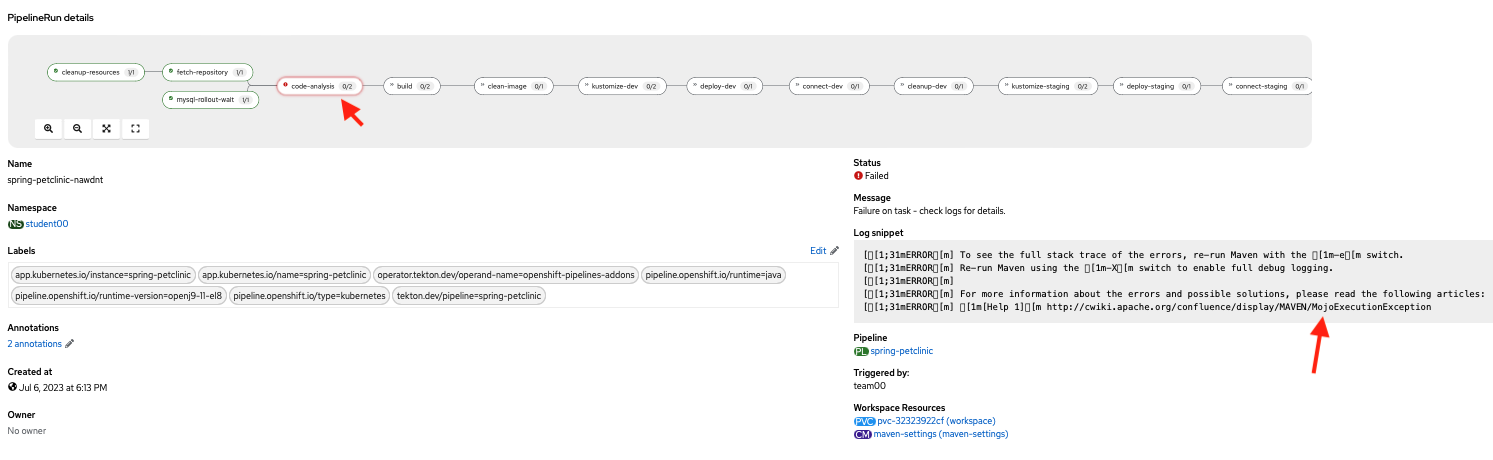 PipelineRun details
cleanup-resources 1/1
fetch-repository 1/1
mysql-rollout-wait 1/1
code-analysis 0/2
build 0/2
clean-image 0/1
kustomize-dev 0/2
deploy-dev 0/1
connect-dev 0/1
cleanup-dev 0/1
kustomize-staging 0/2
deploy-staging 0/1
connect-staging 0/1
Name
spring-petclinic-nawdnt
Namespace
NS student00
Labels
Edit
app.kubernetes.io/instance=spring-petclinic app.kubernetes.io/name=spring-petclinic operator.tekton.dev/operand-name=openshift-pipelines-addons pipeline.openshift.io/runtime=java
pipeline.openshift.io/runtime-version=openj9-11-el8 pipeline.openshift.io/type=kubernetes tekton.dev/pipeline=spring-petclinic
Annotations
2 annotations
Created at
Jul 6, 2023 at 6:13 PM
Owner
No owner
Status
Failed
Message
Failure on task - check logs for details.
Log snippet
[▯[1;31mERROR▯[m] To see the full stack trace of the errors, re-run Maven with the ▯[1m-e▯[m switch.
[▯[1;31mERROR▯[m] Re-run Maven using the ▯[1m-X▯[m switch to enable full debug logging.
[▯[1;31mERROR▯[m]
[▯[1;31mERROR▯[m] For more information about the errors and possible solutions, please read the following articles:
[▯[1;31mERROR▯[m] ▯[1m[Help 1]▯[m http://cwiki.apache.org/confluence/display/MAVEN/MojoExecutionException
Pipeline
PL spring-petclinic
Triggered by:
team00
Workspace Resources
PVC pvc-32323922cf (workspace)
CM maven-settings (maven-settings)